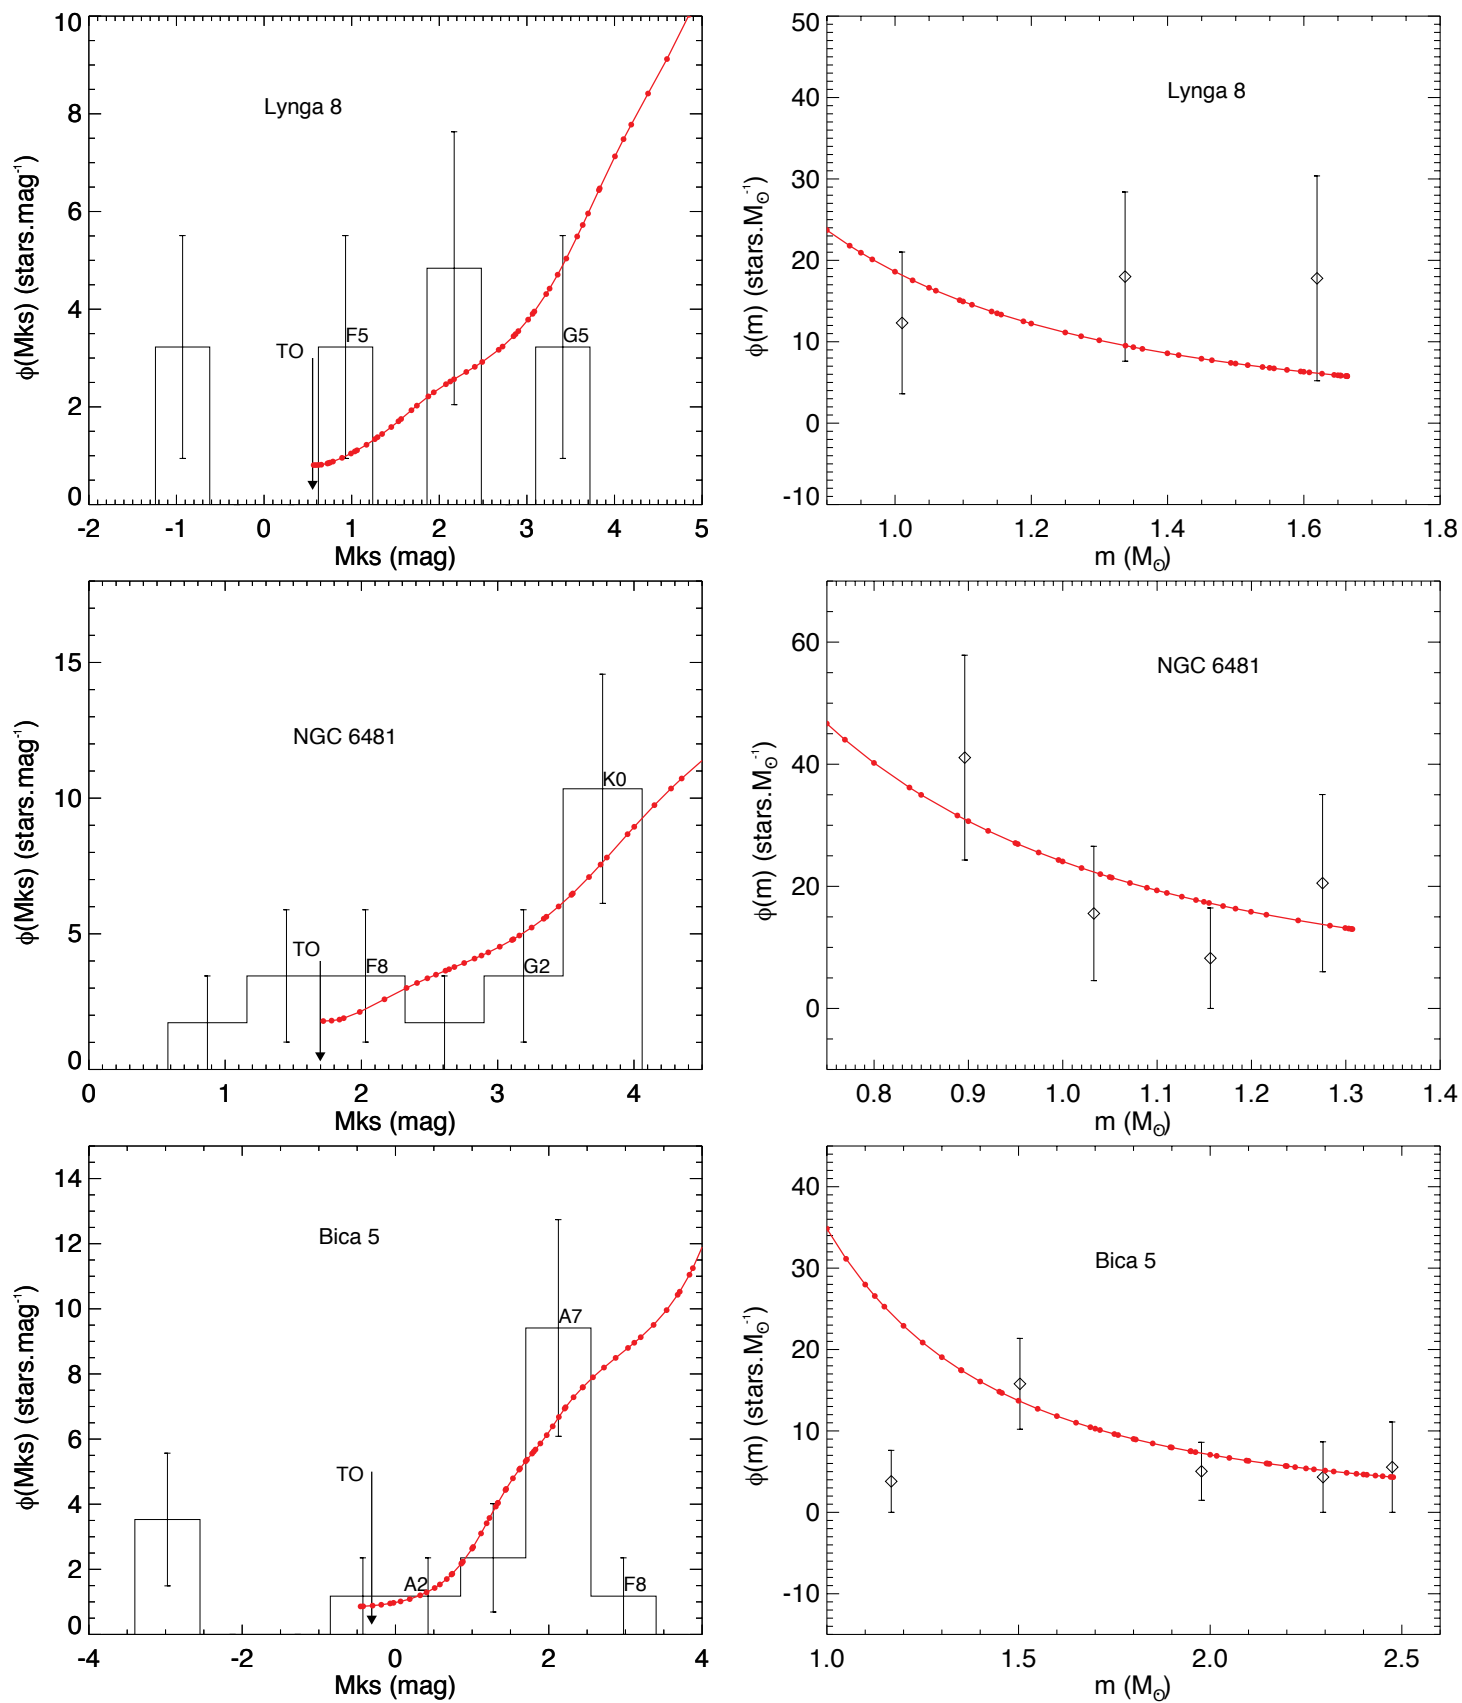 10
8
6
4
2
0
ϕ(Mks) (stars.mag⁻¹)
Lynga 8
TO
F5
G5
-2 -1 0 1 2 3 4 5
Mks (mag)
50
40
30
20
10
0
-10
ϕ(m) (stars.M⊙⁻¹)
Lynga 8
1.0 1.2 1.4 1.6 1.8
m (M⊙)
15
10
5
0
ϕ(Mks) (stars.mag⁻¹)
NGC 6481
K0
TO
F8
G2
0 1 2 3 4
Mks (mag)
60
40
20
0
ϕ(m) (stars.M⊙⁻¹)
NGC 6481
0.8 0.9 1.0 1.1 1.2 1.3 1.4
m (M⊙)
14
12
10
8
6
4
2
0
ϕ(Mks) (stars.mag⁻¹)
Bica 5
A7
TO
A2
F8
-4 -2 0 2 4
Mks (mag)
40
30
20
10
0
-10
ϕ(m) (stars.M⊙⁻¹)
Bica 5
1.0 1.5 2.0 2.5
m (M⊙)